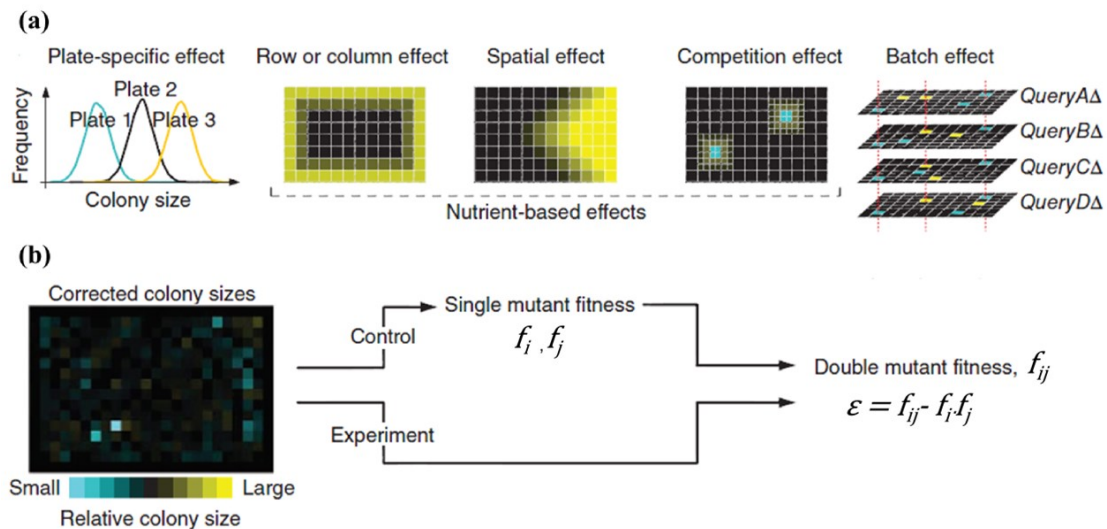 (a)
Plate-specific effect
Row or column effect
Spatial effect
Competition effect
Batch effect
Frequency
Plate 1
Plate 2
Plate 3
Colony size
Nutrient-based effects
QueryAΔ
QueryBΔ
QueryCΔ
QueryDΔ
(b)
Corrected colony sizes
Small
Large
Relative colony size
Control
Experiment
Single mutant fitness
f_i , f_j
Double mutant fitness, f_ij
ε = f_ij- f_i.f_j